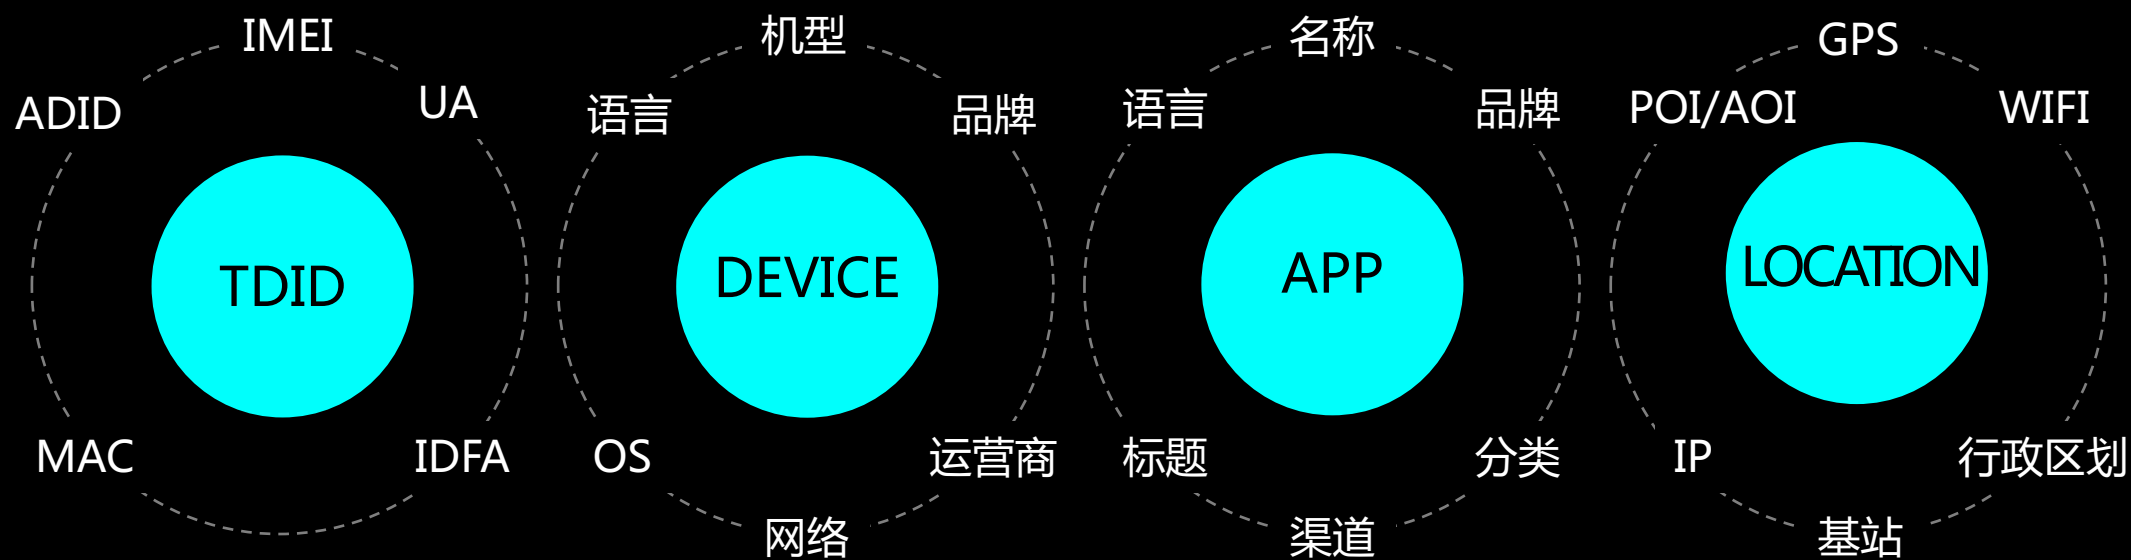 IMEI
ADID
UA
TDID
MAC
IDFA
机型
语言
品牌
DEVICE
OS
运营商
网络
名称
语言
品牌
APP
标题
分类
渠道
GPS
POI/AOI
WIFI
LOCATION
IP
行政区划
基站